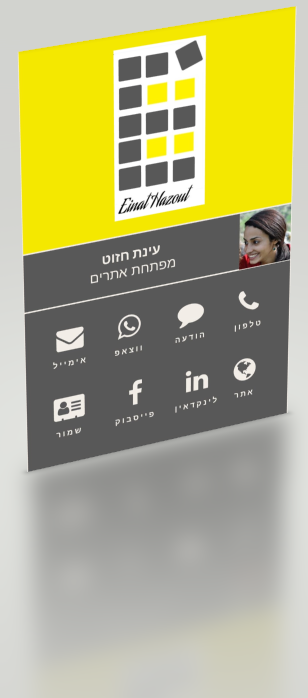 Einat Hazout
עינת חזוט
מפתחת אתרים
טלפון
הודעה
ווצאפ
אימייל
אתר
לינקדאין
פייסבוק
שמור